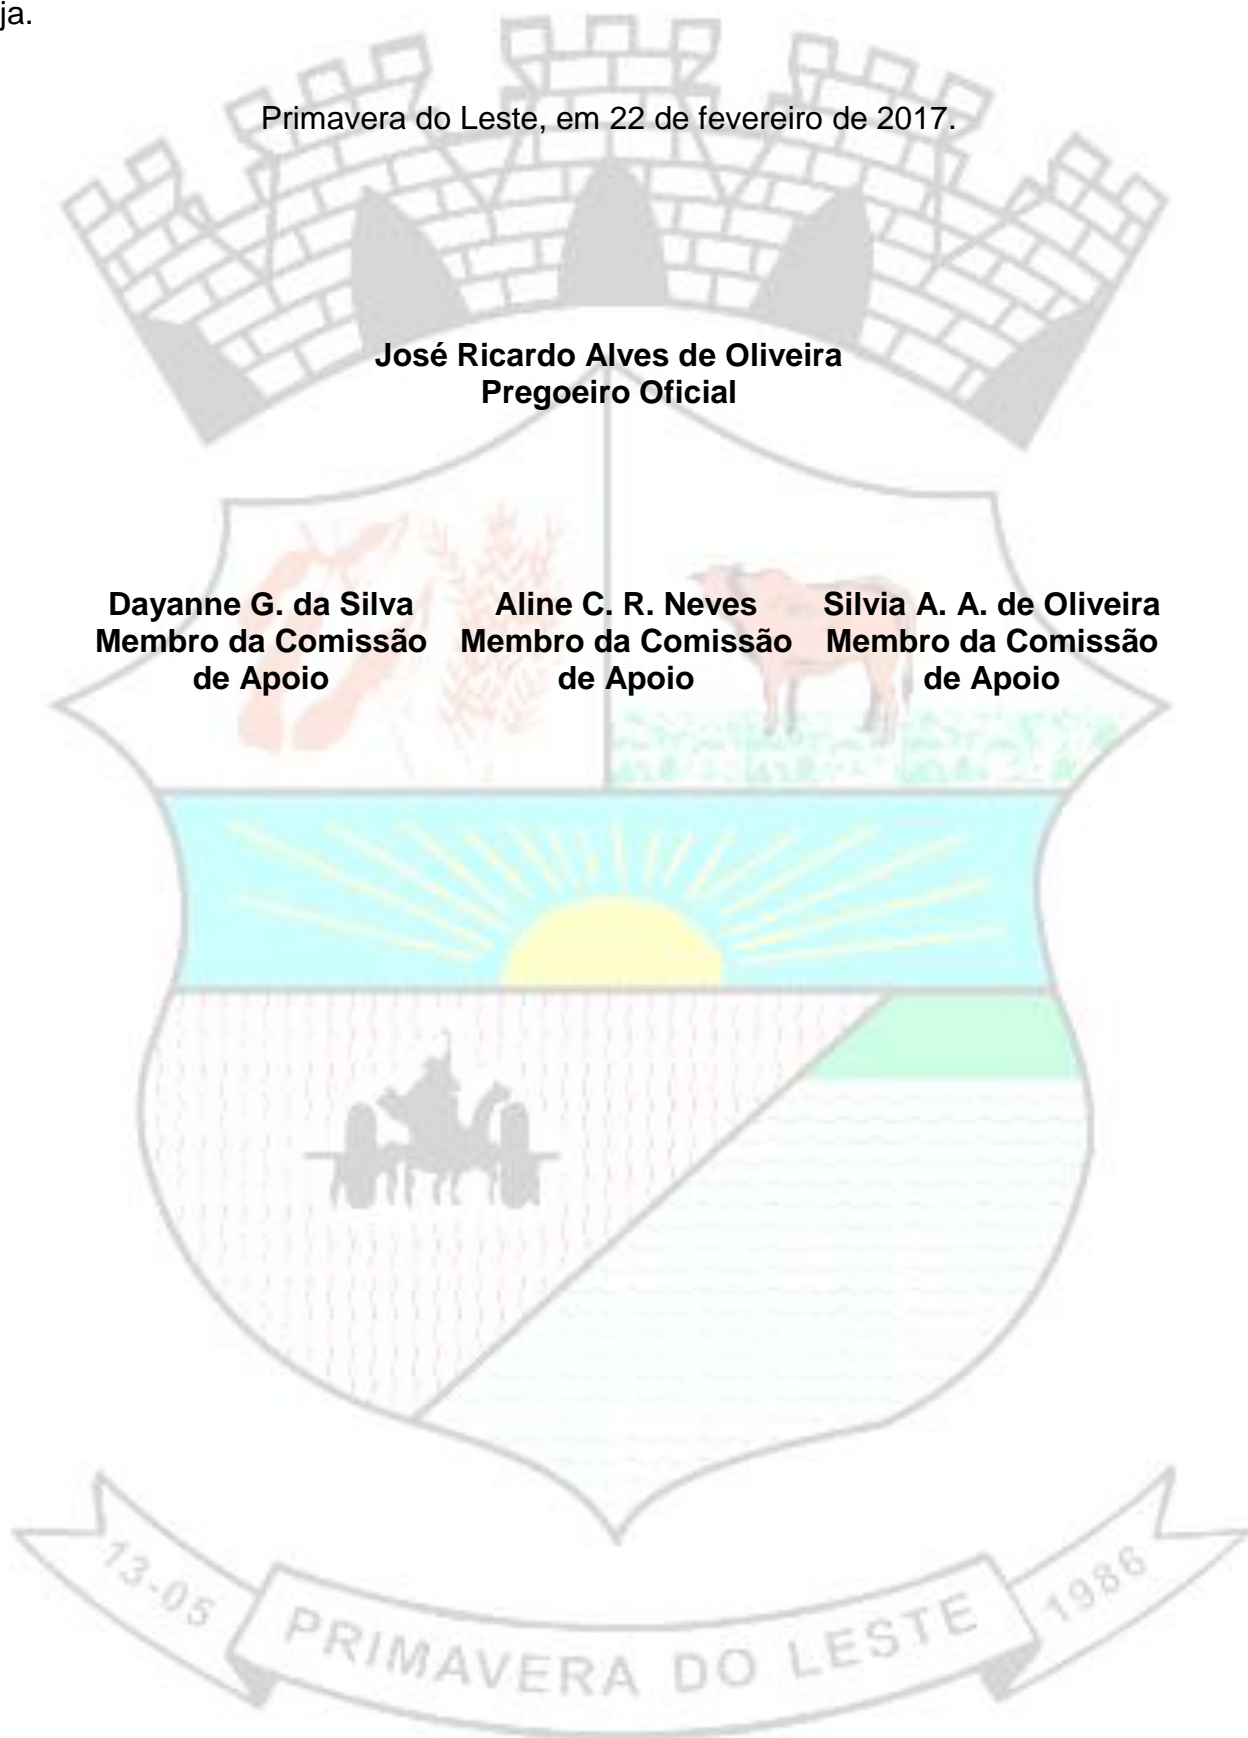 ja.
Primavera do Leste, em 22 de fevereiro de 2017.
José Ricardo Alves de Oliveira
Pregoeiro Oficial
Dayanne G. da Silva
Membro da Comissão
de Apoio
Aline C. R. Neves
Membro da Comissão
de Apoio
Silvia A. A. de Oliveira
Membro da Comissão
de Apoio
13-05
PRIMAVERA DO LESTE
1986